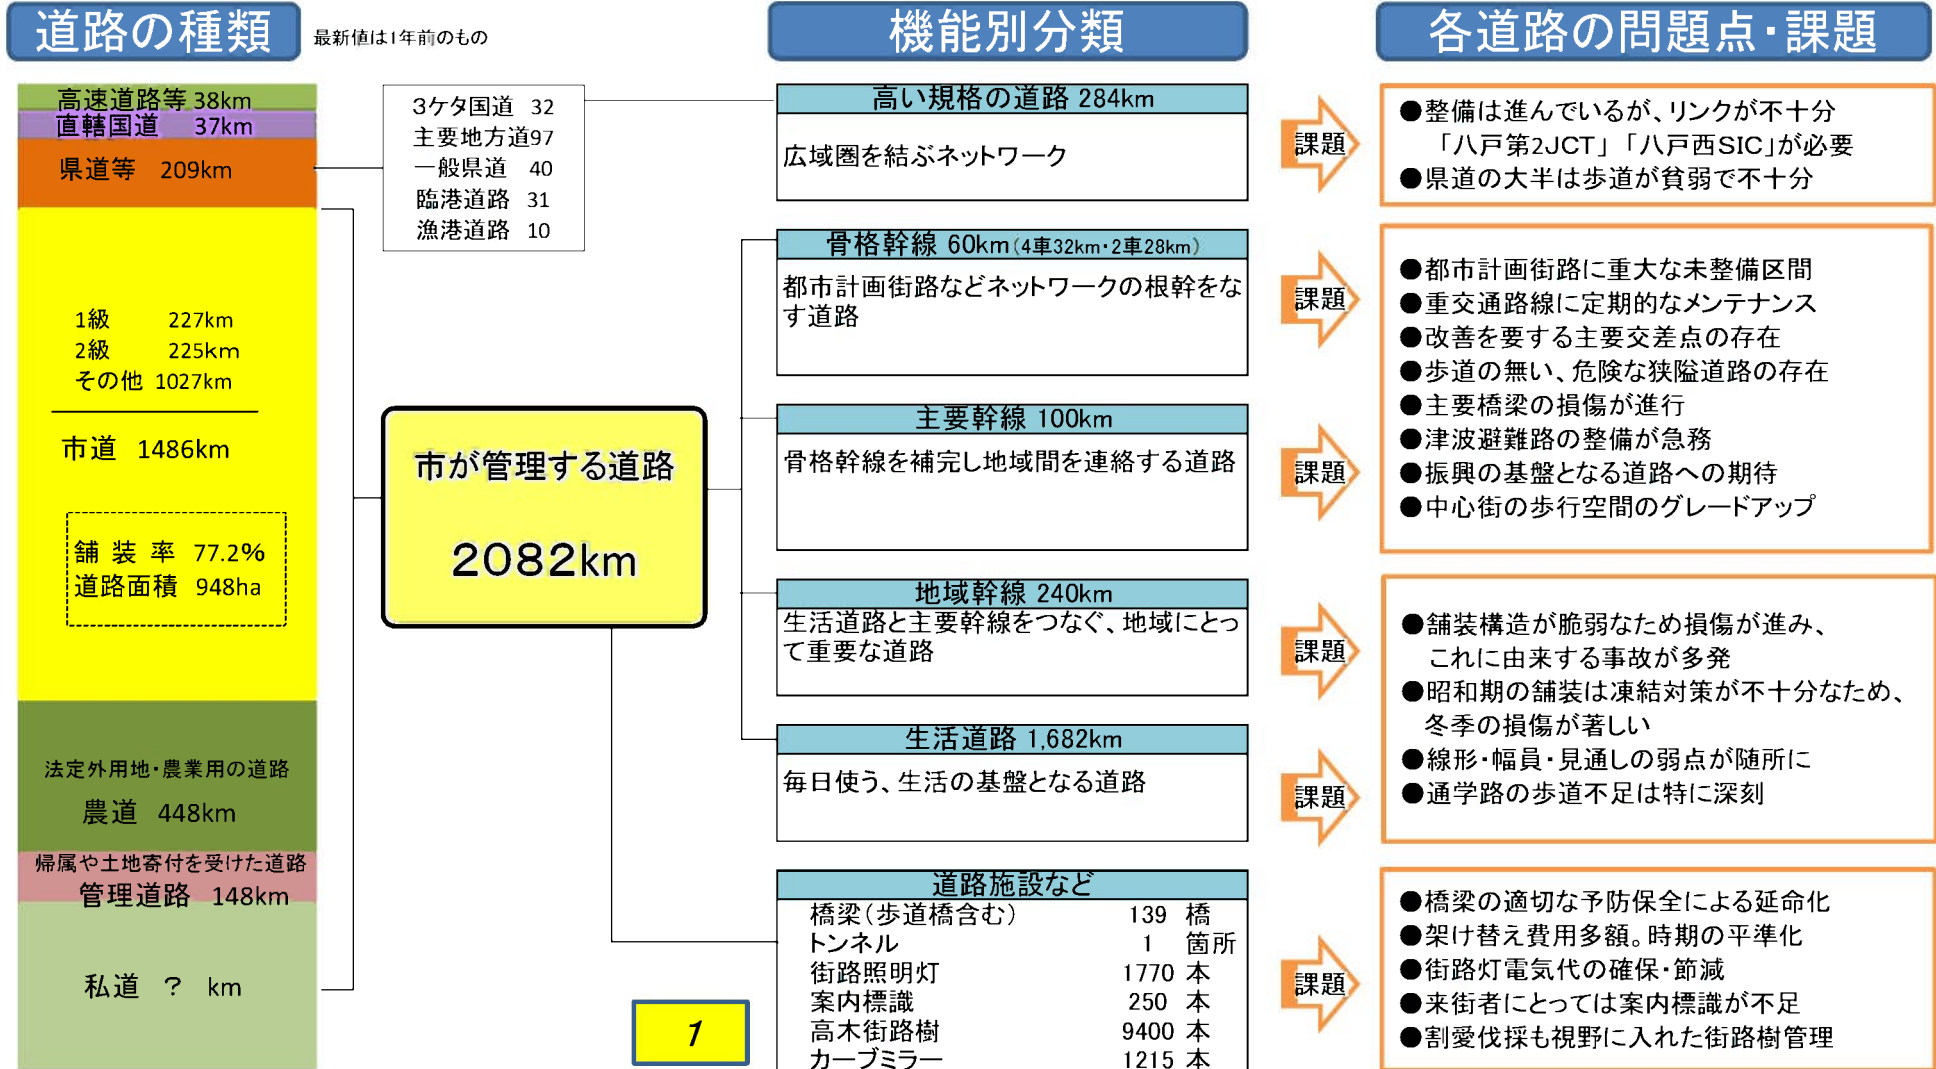 道路の種類
最新値は1年前のもの
高速道路等 38km
直轄国道 37km
県道等 209km
1級 227km
2級 225km
その他 1027km
市道 1486km
舗装率 77.2%
道路面積 948ha
法定外用地・農業用の道路
農道 448km
帰属や土地寄付を受けた道路
管理道路 148km
私道 ? km
3ケタ国道 32
主要地方道97
一般県道 40
臨港道路 31
漁港道路 10
市が管理する道路
2082km
1
機能別分類
高い規格の道路 284km
広域圏を結ぶネットワーク
骨格幹線 60km(4車32km・2車28km)
都市計画街路などネットワークの根幹をな
す道路
主要幹線 100km
骨格幹線を補完し地域間を連絡する道路
地域幹線 240km
生活道路と主要幹線をつなぐ、地域にとっ
て重要な道路
生活道路 1,682km
毎日使う、生活の基盤となる道路
道路施設など
橋梁(歩道橋含む) 139 橋
トンネル 1 箇所
街路照明灯 1770 本
案内標識 250 本
高木街路樹 9400 本
カーブミラー 1215 本
課題
課題
課題
課題
課題
課題
各道路の問題点・課題
●整備は進んでいるが、リンクが不十分
「八戸第2JCT」「八戸西SIC」が必要
●県道の大半は歩道が貧弱で不十分
●都市計画街路に重大な未整備区間
●重交通路線に定期的なメンテナンス
●改善を要する主要交差点の存在
●歩道の無い、危険な狭隘道路の存在
●主要橋梁の損傷が進行
●津波避難路の整備が急務
●振興の基盤となる道路への期待
●中心街の歩行空間のグレードアップ
●舗装構造が脆弱なため損傷が進み、
これに由来する事故が多発
●昭和期の舗装は凍結対策が不十分なため、
冬季の損傷が著しい
●線形・幅員・見通しの弱点が随所に
●通学路の歩道不足は特に深刻
●橋梁の適切な予防保全による延命化
●架け替え費用多額。時期の平準化
●街路灯電気代の確保・節減
●来街者にとっては案内標識が不足
●割愛伐採も視野に入れた街路樹管理